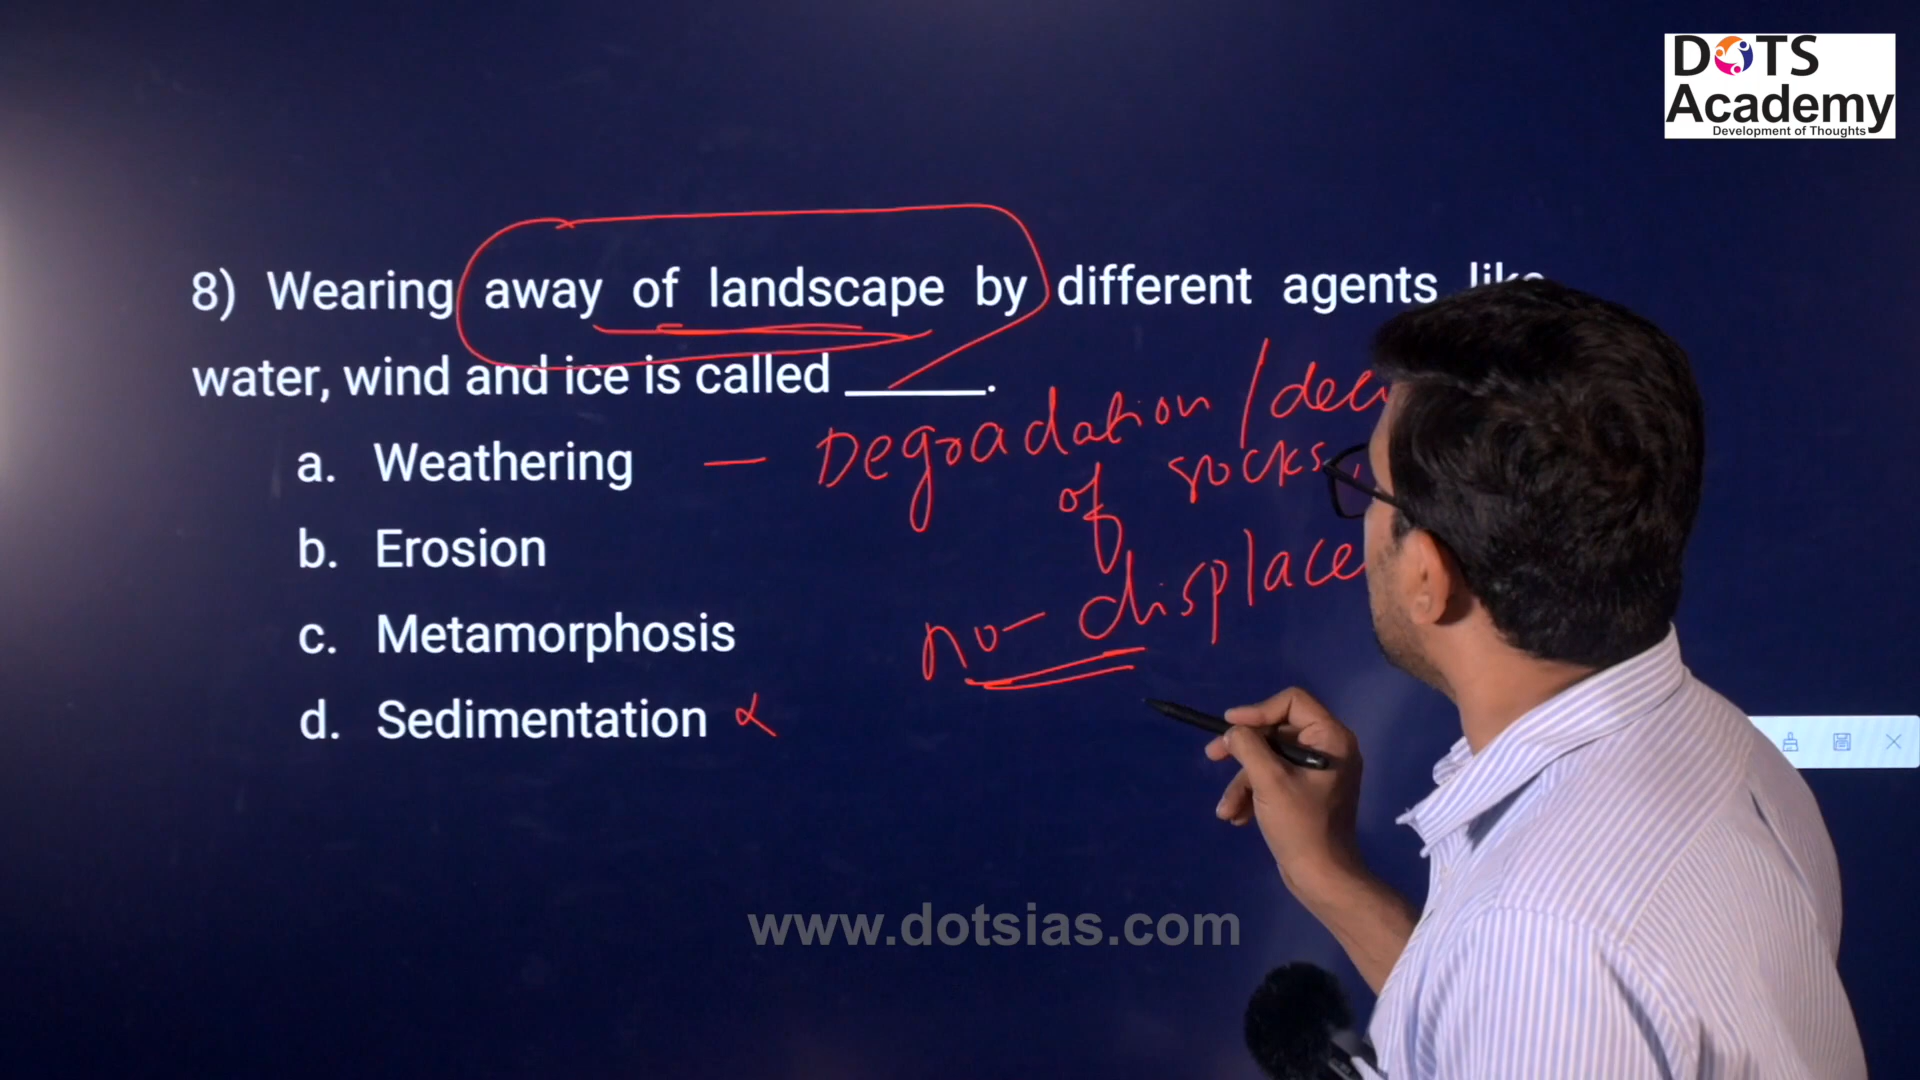 DOTS
Academy
Development of Thoughts
8) Wearing away of landscape by different agents like
water, wind and ice is called ______.
a. Weathering — Degradation /
of rocks
b. Erosion
no-
c. Metamorphosis
d. Sedimentation
www.dotsias.com